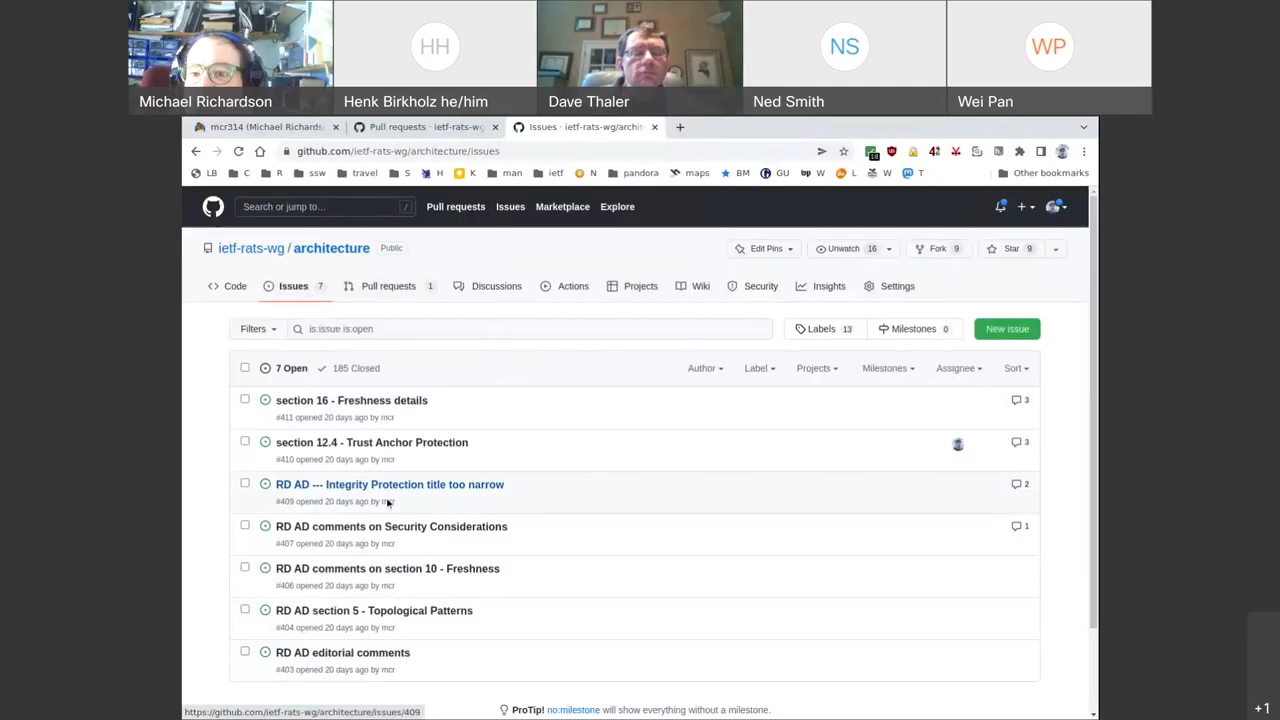 HH
NS
WP
Michael Richardson
Henk Birkholz he/him
Dave Thaler
Ned Smith
Wei Pan
mcr314 (Michael Richards
Pull requests · ietf-rats-wg
Issues · ietf-rats-wg/archit
github.com/ietf-rats-wg/architecture/issues
18
LB C R ssw travel S H K man ietf N pandora maps BM GU W L W T Other bookmarks
Search or jump to… /
Pull requests Issues Marketplace Explore
ietf-rats-wg / architecture Public
Edit Pins Unwatch 16 Fork 9 Star 9
Code Issues 7 Pull requests 1 Discussions Actions Projects Wiki Security Insights Settings
Filters is:issue is:open Labels 13 Milestones 0 New issue
7 Open 185 Closed Author Label Projects Milestones Assignee Sort
section 16 - Freshness details 3
#411 opened 20 days ago by mcr
section 12.4 - Trust Anchor Protection 3
#410 opened 20 days ago by mcr
RD AD --- Integrity Protection title too narrow 2
#409 opened 20 days ago by mcr
RD AD comments on Security Considerations 1
#407 opened 20 days ago by mcr
RD AD comments on section 10 - Freshness
#406 opened 20 days ago by mcr
RD AD section 5 - Topological Patterns
#404 opened 20 days ago by mcr
RD AD editorial comments
#403 opened 20 days ago by mcr
ProTip! no:milestone will show everything without a milestone.
https://github.com/ietf-rats-wg/architecture/issues/409
+1